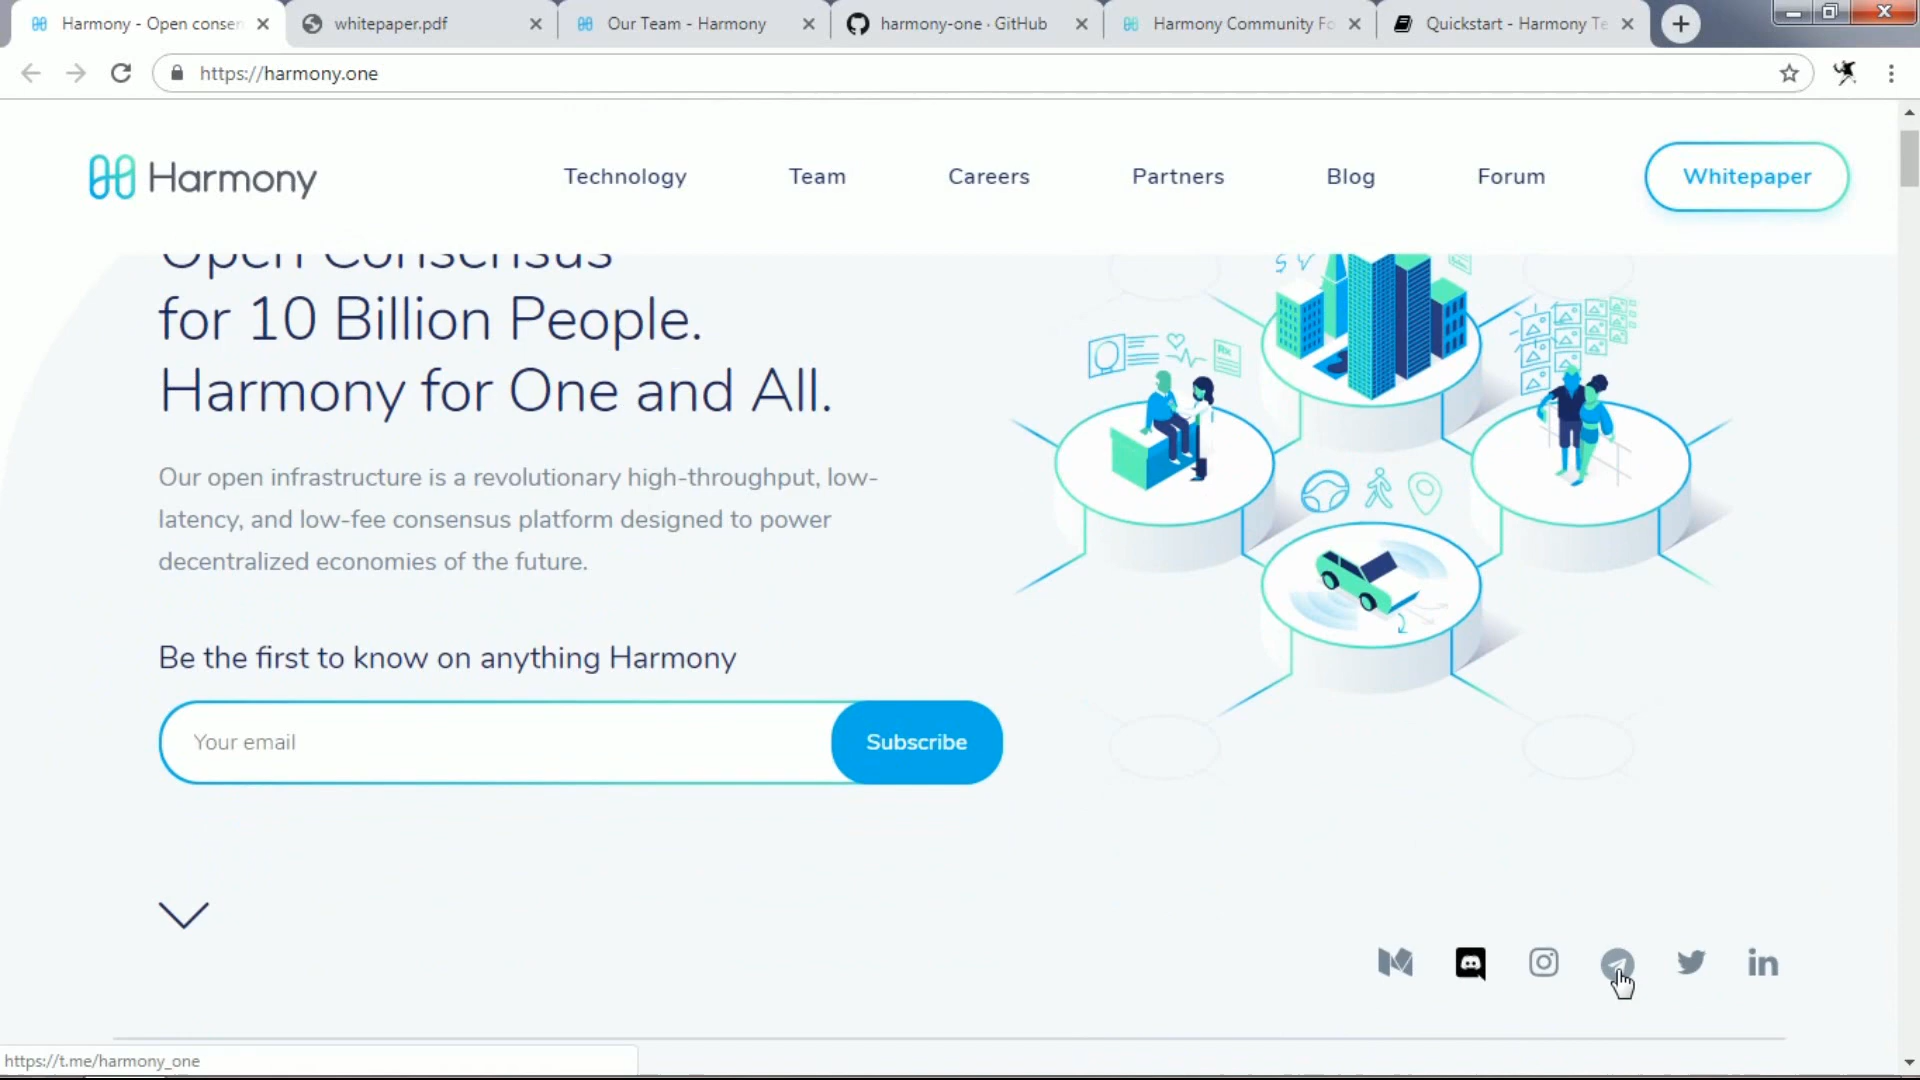 Harmony - Open consen
whitepaper.pdf
Our Team - Harmony
harmony-one · GitHub
Harmony Community Fo
Quickstart - Harmony Te
https://harmony.one
Harmony
Technology
Team
Careers
Partners
Blog
Forum
Whitepaper
Open Consensus
for 10 Billion People.
Harmony for One and All.
Our open infrastructure is a revolutionary high-throughput, low-
latency, and low-fee consensus platform designed to power
decentralized economies of the future.
Rx
Be the first to know on anything Harmony
Your email
Subscribe
in
https://t.me/harmony_one